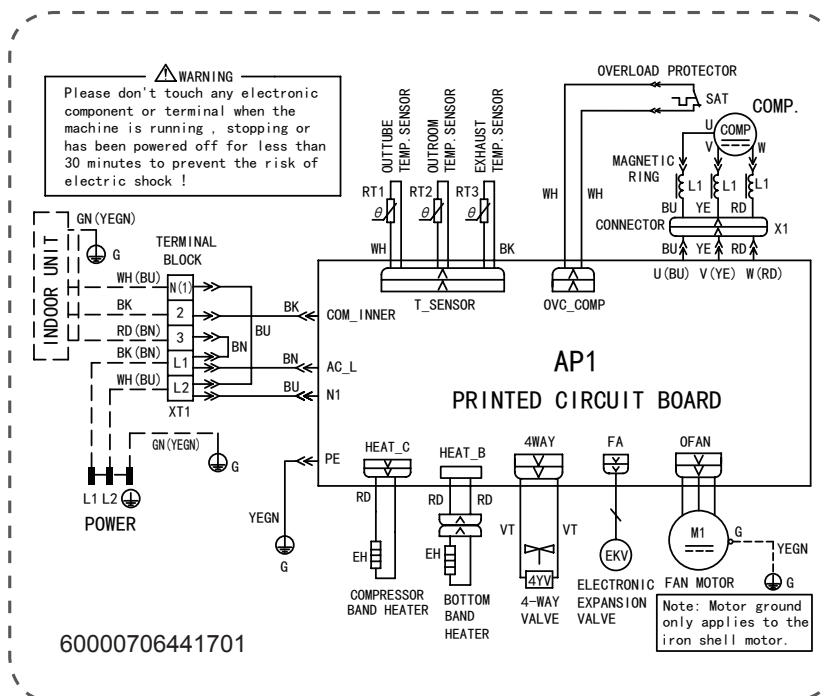 WARNING
Please don't touch any electronic
component or terminal when the
machine is running , stopping or
has been powered off for less than
30 minutes to prevent the risk of
electric shock !
OUTTUBE
TEMP.SENSOR
OUTROOM
TEMP.SENSOR
EXHAUST
TEMP.SENSOR
RT1
RT2
RT3
θ
θ
θ
WH
BK
T_SENSOR
OVERLOAD PROTECTOR
SAT
WH
WH
OVC_COMP
COMP.
COMP
U
V
W
MAGNETIC
RING
L1
L1
L1
BU
YE
RD
CONNECTOR
X1
BU
YE
RD
U(BU)
V(YE)
W(RD)
INDOOR UNIT
GN(YEGN)
G
TERMINAL
BLOCK
WH(BU)
BK
RD(BN)
BK(BN)
WH(BU)
N(1)
2
3
L1
L2
XT1
BU
BN
BK
BN
BU
COM_INNER
AC_L
N1
PE
AP1
PRINTED CIRCUIT BOARD
GN(YEGN)
G
L1
L2
POWER
YEGN
G
HEAT_C
RD
EH
COMPRESSOR
BAND HEATER
HEAT_B
RD
RD
EH
BOTTOM
BAND
HEATER
4WAY
VT
VT
4YV
4-WAY
VALVE
FA
EKV
ELECTRONIC
EXPANSION
VALVE
OFAN
M1
G
YEGN
G
FAN MOTOR
Note: Motor ground
only applies to the
iron shell motor.
60000706441701